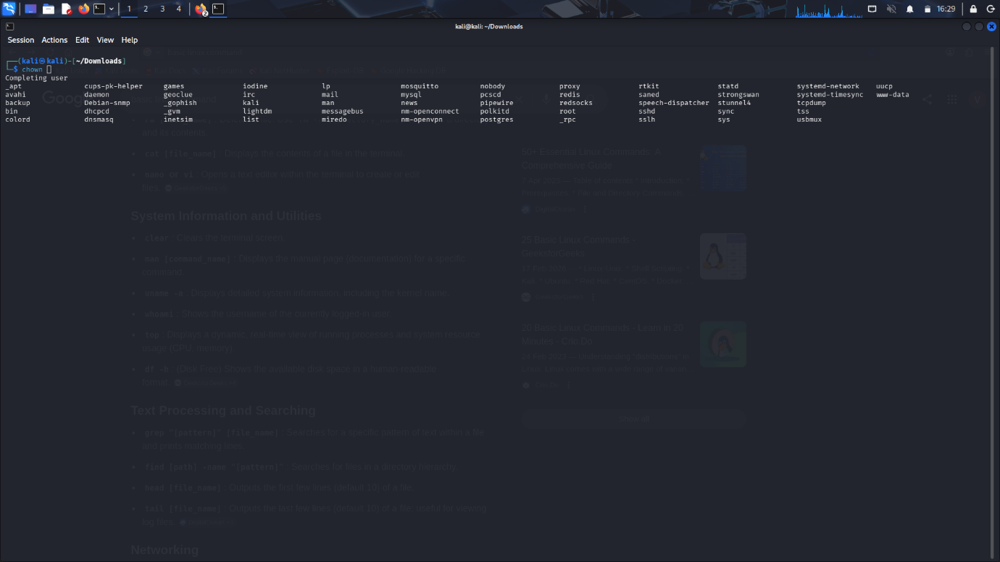 1 2 3 4 2 16:29
kali@kali: ~/Downloads
Session Actions Edit View Help
┌──(kali㉿kali)-[~/Downloads]
└─$ chown
Completing user
_apt cups-pk-helper games iodine lp mosquitto nobody proxy rtkit statd systemd-network uucp
avahi daemon geoclue irc mail mysql pcscd redis saned strongswan systemd-timesync www-data
backup Debian-snmp _gophish kali man news pipewire redsocks speech-dispatcher stunnel4 tcpdump
bin dhcpcd _gvm lightdm messagebus nm-openconnect polkitd root sshd sync tss
colord dnsmasq inetsim list miredo nm-openvpn postgres _rpc sslh sys usbmux
and its contents.
cat [file_name] : Displays the contents of a file in the terminal.
nano or vi : Opens a text editor within the terminal to create or edit
files.
System Information and Utilities
clear : Clears the terminal screen.
man [command_name] : Displays the manual page (documentation) for a specific
command.
uname -a : Displays detailed system information, including the kernel name.
whoami : Shows the username of the currently logged-in user.
top : Displays a dynamic, real-time view of running processes and system resource
usage (CPU, memory).
df -h : (Disk Free) Shows the available disk space in a human-readable
format.
Text Processing and Searching
grep "[pattern]" [file_name] : Searches for a specific pattern of text within a file
and prints matching lines.
find [path] -name "[pattern]" : Searches for files in a directory hierarchy.
head [file_name] : Outputs the first few lines (default 10) of a file.
tail [file_name] : Outputs the last few lines (default 10) of a file, useful for viewing
log files.
Networking
50+ Essential Linux Commands: A
Comprehensive Guide
25 Basic Linux Commands -
GeeksforGeeks
20 Basic Linux Commands - Learn in 20
Minutes - Crio.Do
Show all